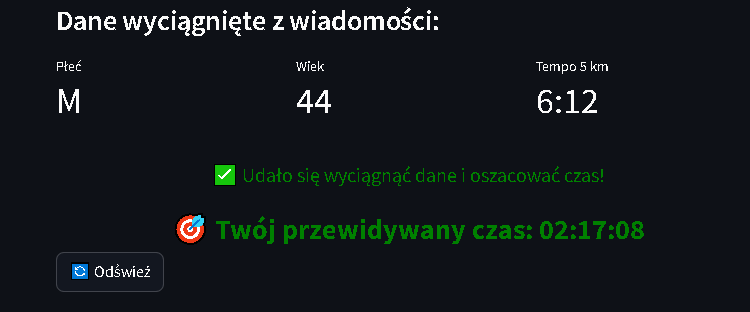 Dane wyciągnięte z wiadomości:
Płeć Wiek Tempo 5 km
M 44 6:12
✅ Udało się wyciągnąć dane i oszacować czas!
🎯 Twój przewidywany czas: 02:17:08
🔄 Odśwież